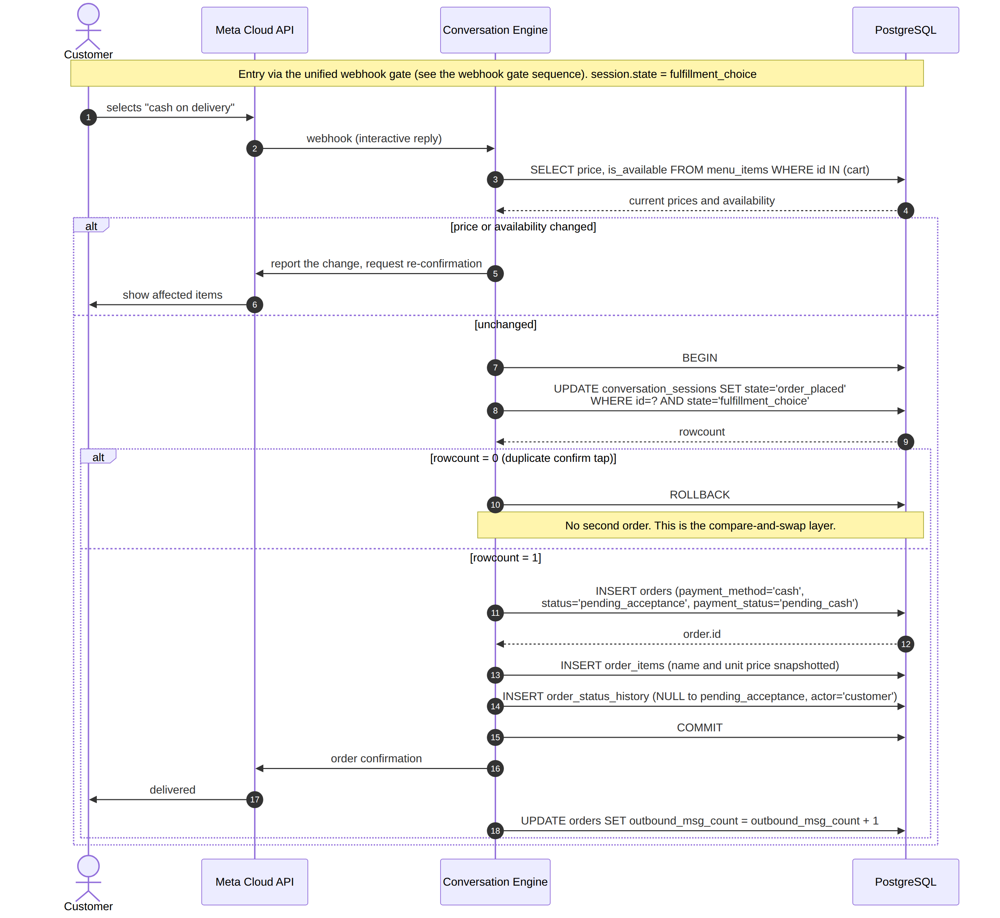 Customer
Meta Cloud API
Conversation Engine
PostgreSQL
Entry via the unified webhook gate (see the webhook gate sequence). session.state = fulfillment_choice
selects "cash on delivery"
1
webhook (interactive reply)
2
SELECT price, is_available FROM menu_items WHERE id IN (cart)
3
current prices and availability
4
alt
[price or availability changed]
report the change, request re-confirmation
5
show affected items
6
[unchanged]
BEGIN
7
UPDATE conversation_sessions SET state='order_placed'
WHERE id=? AND state='fulfillment_choice'
8
rowcount
9
alt
[rowcount = 0 (duplicate confirm tap)]
ROLLBACK
10
No second order. This is the compare-and-swap layer.
[rowcount = 1]
INSERT orders (payment_method='cash',
status='pending_acceptance', payment_status='pending_cash')
11
order.id
12
INSERT order_items (name and unit price snapshotted)
13
INSERT order_status_history (NULL to pending_acceptance, actor='customer')
14
COMMIT
15
order confirmation
16
delivered
17
UPDATE orders SET outbound_msg_count = outbound_msg_count + 1
18
Customer
Meta Cloud API
Conversation Engine
PostgreSQL